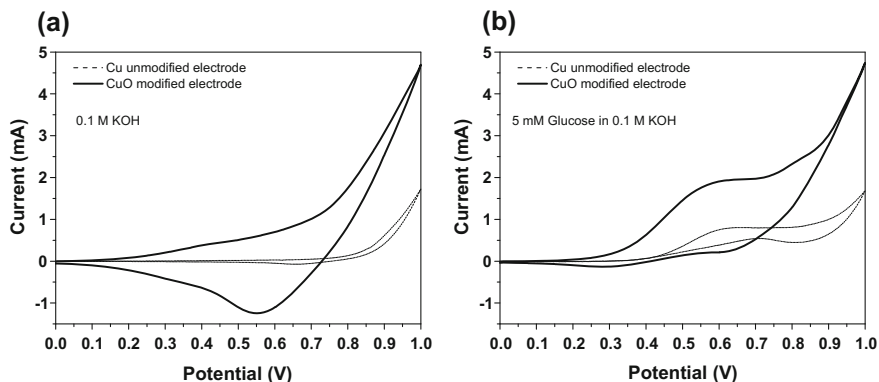 (a)
5
4
3
2
1
0
-1
Current (mA)
Cu unmodified electrode
CuO modified electrode
0.1 M KOH
0.0 0.1 0.2 0.3 0.4 0.5 0.6 0.7 0.8 0.9 1.0
Potential (V)
(b)
5
4
3
2
1
0
-1
Current (mA)
Cu unmodified electrode
CuO modified electrode
5 mM Glucose in 0.1 M KOH
0.0 0.1 0.2 0.3 0.4 0.5 0.6 0.7 0.8 0.9 1.0
Potential (V)